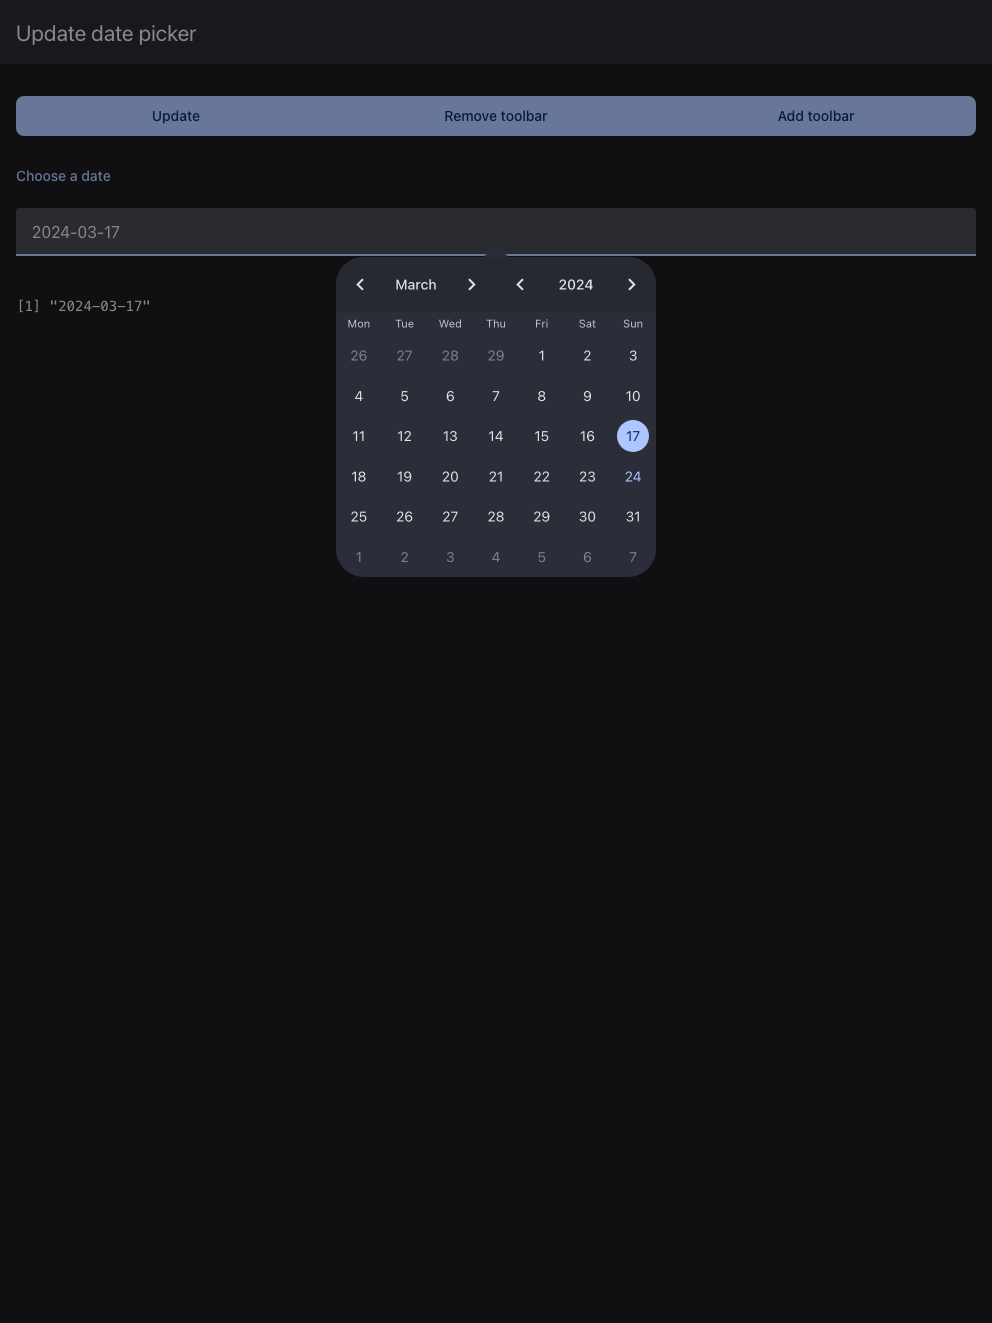 Update date picker
Update Remove toolbar Add toolbar
Choose a date
2024-03-17
March 2024
[1] "2024-03-17"
Mon Tue Wed Thu Fri Sat Sun
26 27 28 29 1 2 3
4 5 6 7 8 9 10
11 12 13 14 15 16 17
18 19 20 21 22 23 24
25 26 27 28 29 30 31
1 2 3 4 5 6 7